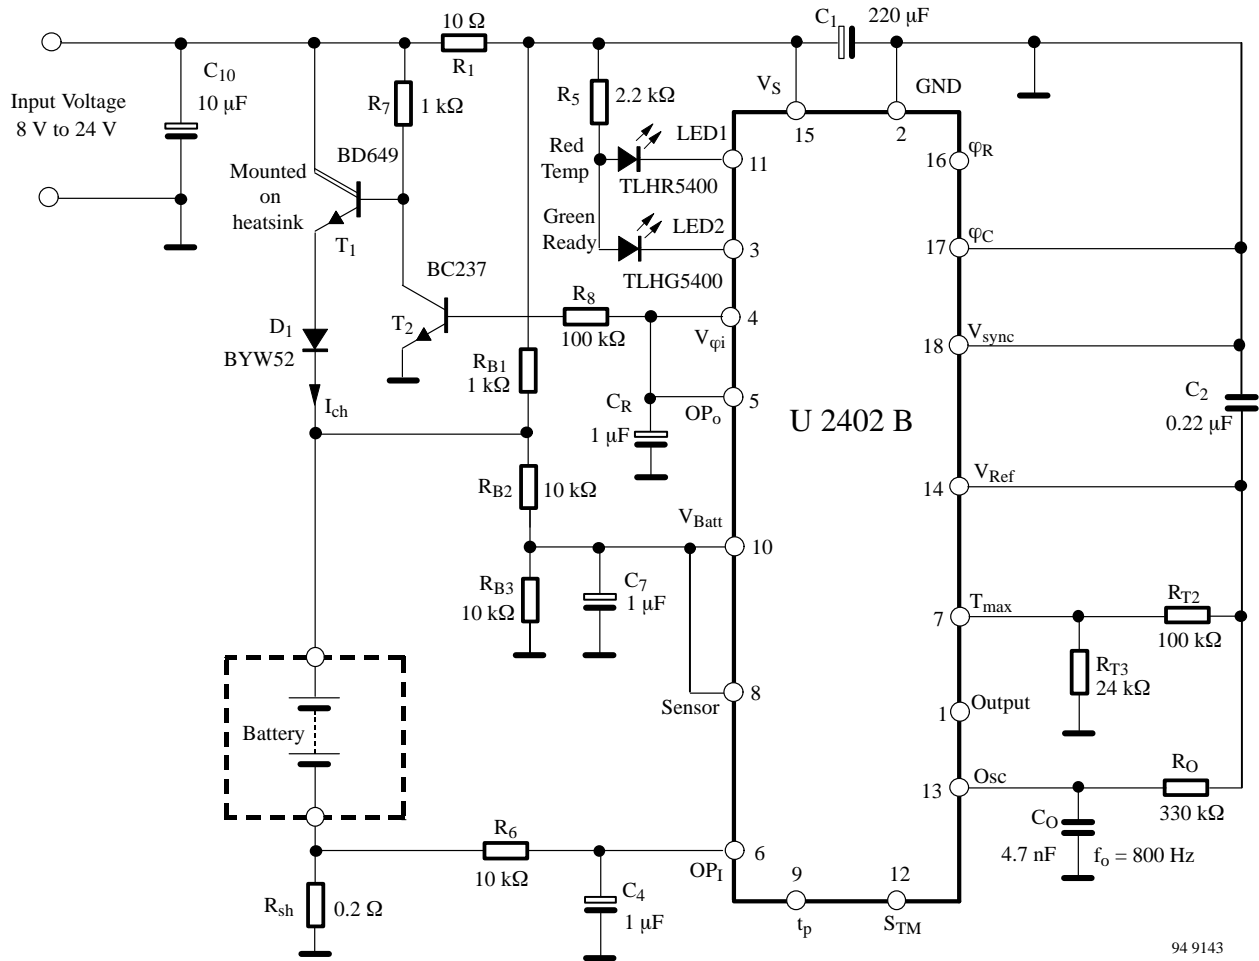 10 Ω
R1
C1
220 µF
C10
10 µF
Input Voltage
8 V to 24 V
R7
1 kΩ
R5
2.2 kΩ
VS
GND
15
2
BD649
Mounted
on
heatsink
T1
Red
Temp
LED1
TLHR5400
11
16
φR
Green
Ready
LED2
TLHG5400
3
17
φC
BC237
T2
R8
100 kΩ
4
Vφi
18
Vsync
D1
BYW52
Ich
RB1
1 kΩ
CR
1 µF
5
OPo
U 2402 B
C2
0.22 µF
RB2
10 kΩ
14
VRef
VBatt
10
RB3
10 kΩ
C7
1 µF
7
Tmax
RT2
100 kΩ
RT3
24 kΩ
8
Sensor
1
Output
Battery
13
Osc
RO
330 kΩ
CO
4.7 nF
fo = 800 Hz
R6
10 kΩ
6
OPI
9
12
tp
STM
Rsh
0.2 Ω
C4
1 µF
94 9143